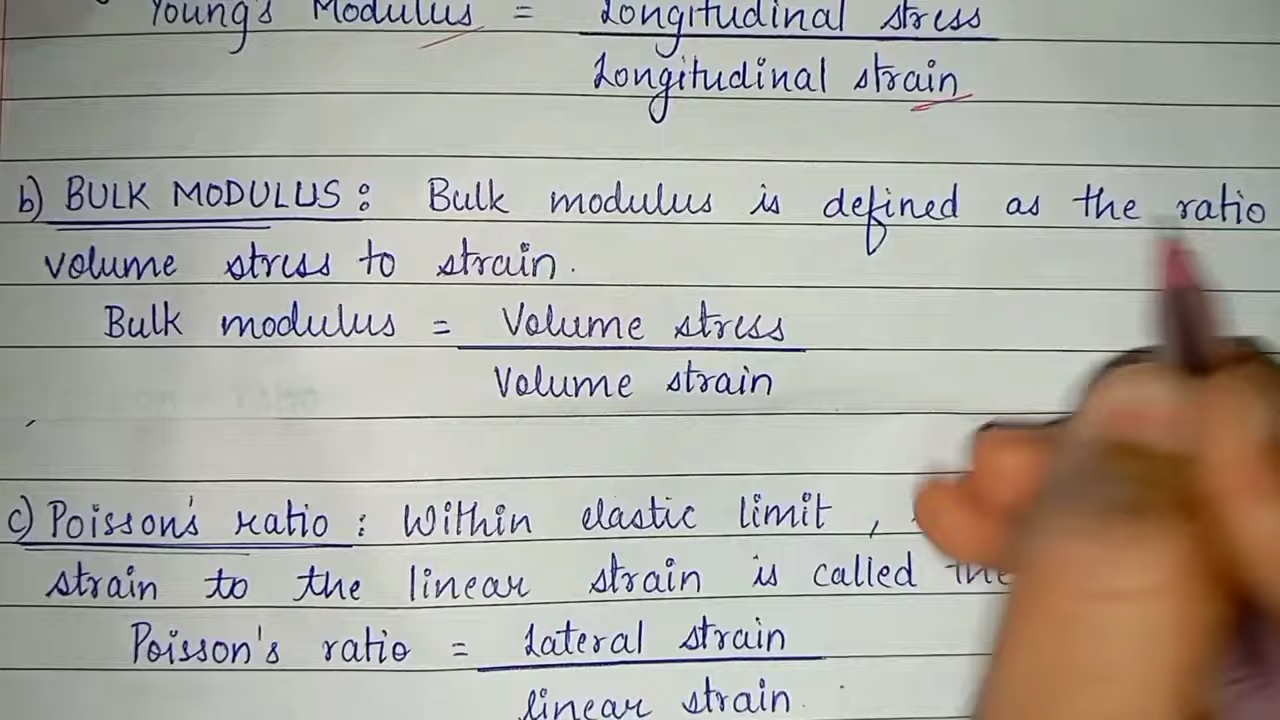 Young's Modulus = Longitudinal stress
Longitudinal strain
b) BULK MODULUS: Bulk modulus is defined as the ratio
volume stress to strain.
Bulk modulus = Volume stress
Volume strain
c) Poisson's ratio: Within elastic limit,
strain to the linear strain is called the
Poisson's ratio = Lateral strain
linear strain.